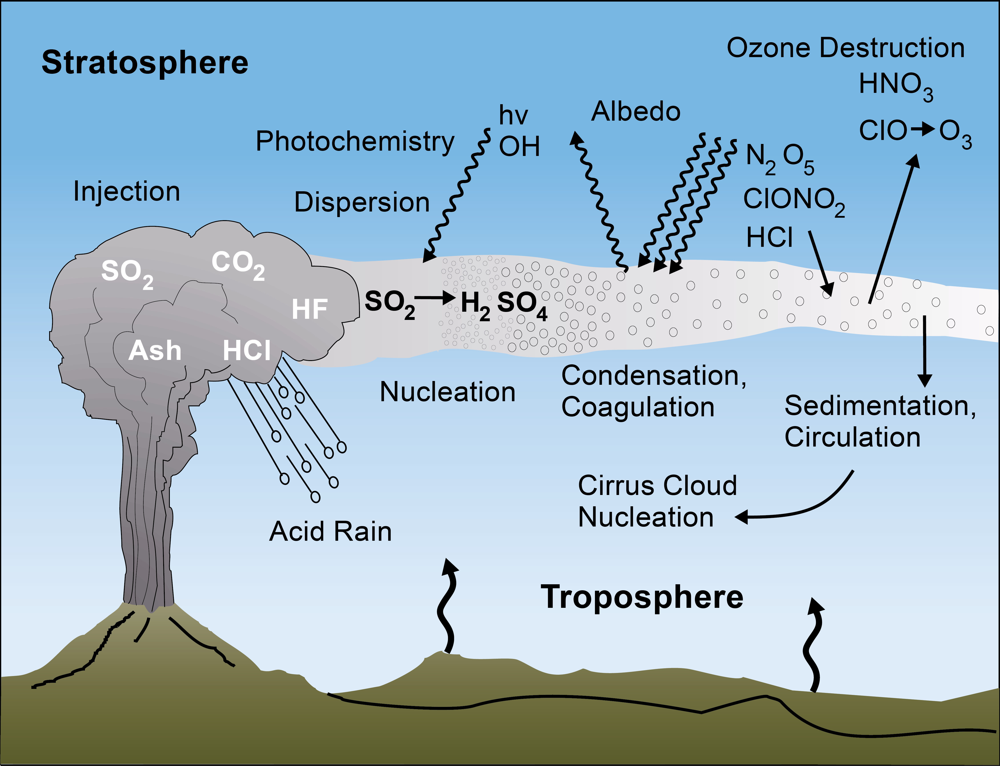 Stratosphere
Ozone Destruction
HNO3
ClO → O3
hv
OH
Albedo
Photochemistry
N2 O5
ClONO2
HCl
Injection
Dispersion
SO2
CO2
HF
Ash
HCl
SO2 → H2 SO4
Nucleation
Condensation,
Coagulation
Sedimentation,
Circulation
Cirrus Cloud
Nucleation
Acid Rain
Troposphere